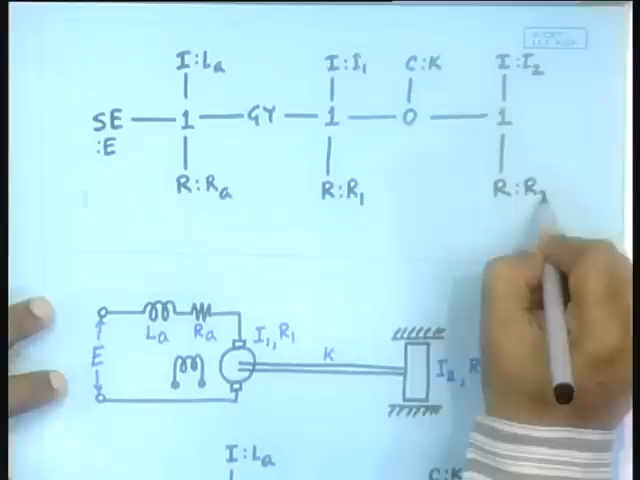 I:La I:I1 C:K I:I2
SE 1 GY 1 0 1
:E
R:Ra R:R1 R:R2
La Ra I1,R1
E K I2, R
I:La
C:K